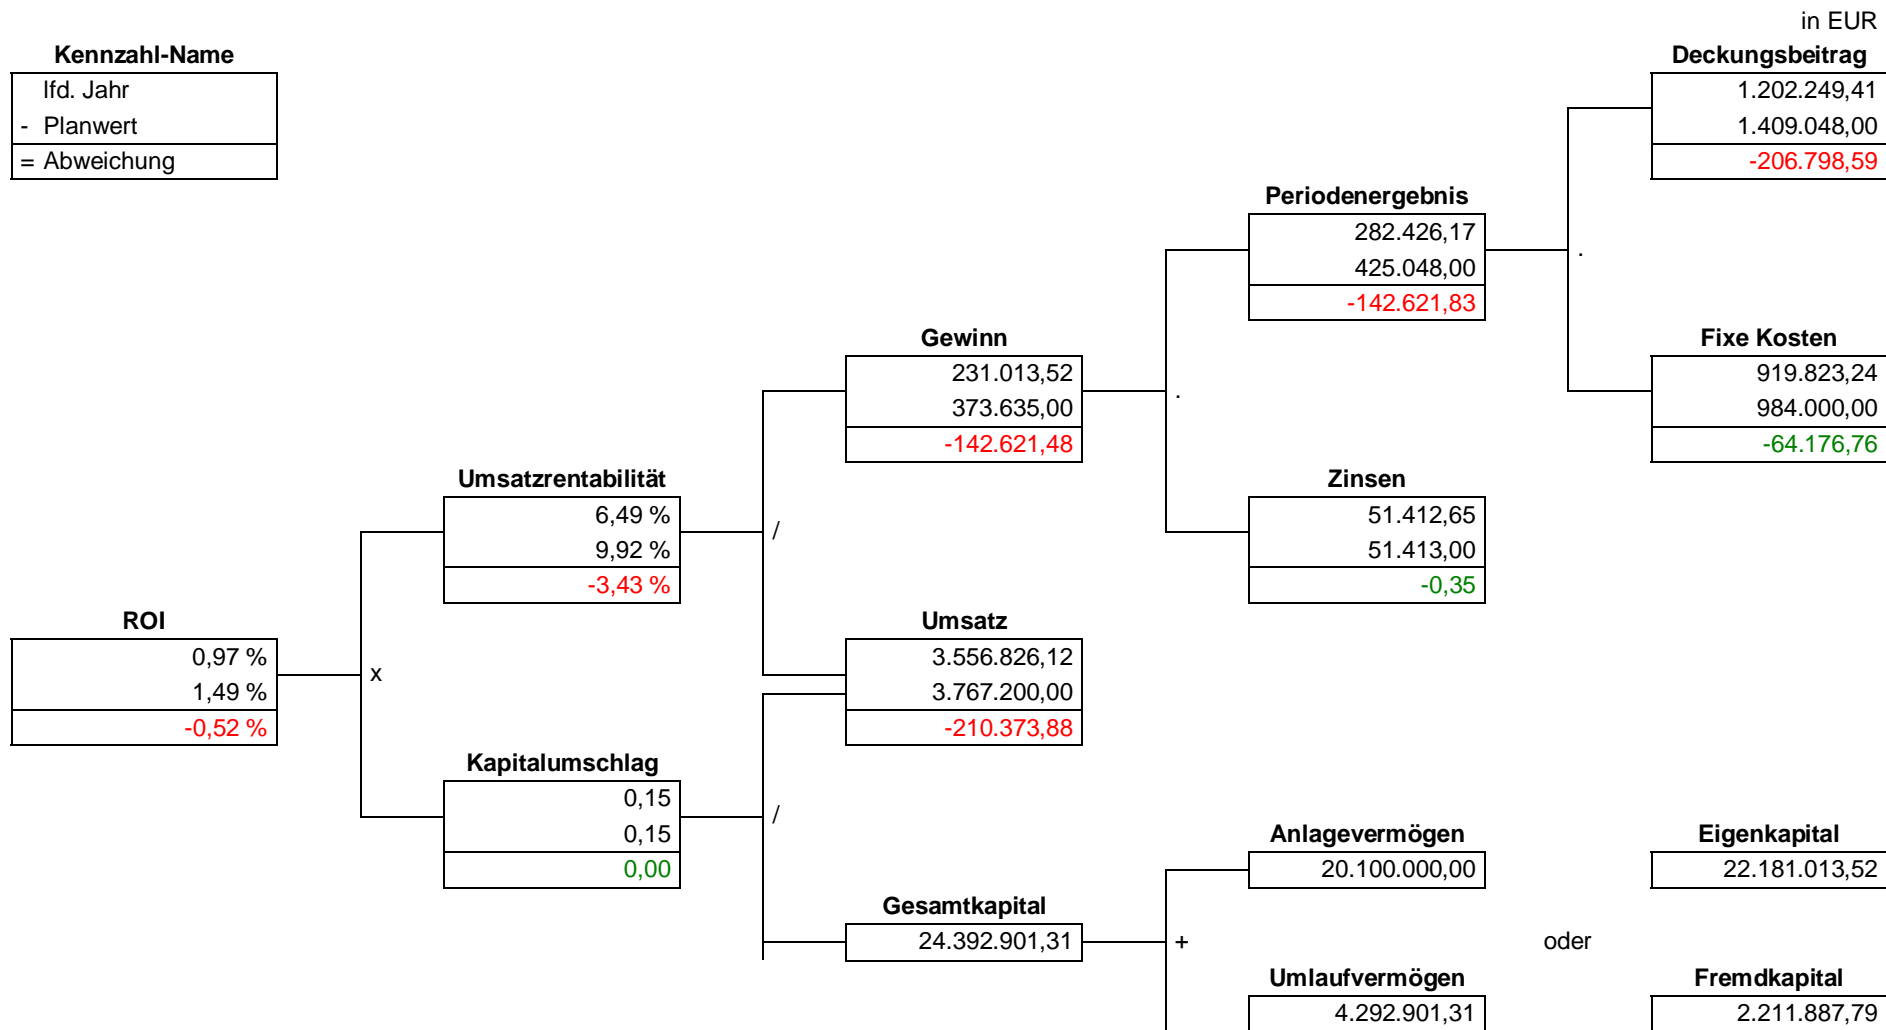 in EUR
Kennzahl-Name
lfd. Jahr
- Planwert
= Abweichung
Deckungsbeitrag
1.202.249,41
1.409.048,00
-206.798,59
Periodenergebnis
282.426,17
425.048,00
-142.621,83
.
Gewinn
231.013,52
373.635,00
-142.621,48
.
Fixe Kosten
919.823,24
984.000,00
-64.176,76
Umsatzrentabilität
6,49 %
9,92 %
-3,43 %
/
Zinsen
51.412,65
51.413,00
-0,35
ROI
0,97 %
1,49 %
-0,52 %
x
Umsatz
3.556.826,12
3.767.200,00
-210.373,88
Kapitalumschlag
0,15
0,15
0,00
/
Anlagevermögen
20.100.000,00
Eigenkapital
22.181.013,52
Gesamtkapital
24.392.901,31
+
oder
Umlaufvermögen
4.292.901,31
Fremdkapital
2.211.887,79